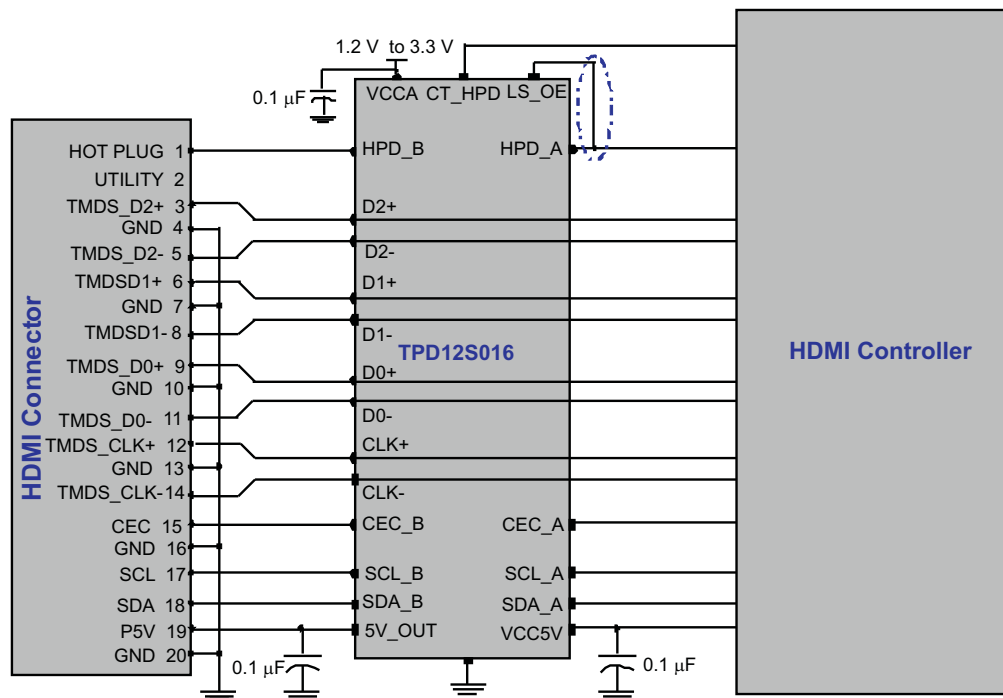 1.2 V to 3.3 V
0.1 μF
VCCA CT_HPD LS_OE
HOT PLUG 1
HPD_B
HPD_A
UTILITY 2
TMDS_D2+ 3
D2+
GND 4
TMDS_D2- 5
D2-
TMDSD1+ 6
D1+
GND 7
TMDSD1- 8
D1-
TPD12S016
HDMI Controller
HDMI Connector
TMDS_D0+ 9
D0+
GND 10
TMDS_D0- 11
D0-
TMDS_CLK+ 12
CLK+
GND 13
TMDS_CLK- 14
CLK-
CEC 15
CEC_B
CEC_A
GND 16
SCL 17
SCL_B
SCL_A
SDA 18
SDA_B
SDA_A
P5V 19
5V_OUT
VCC5V
GND 20
0.1 μF
0.1 μF